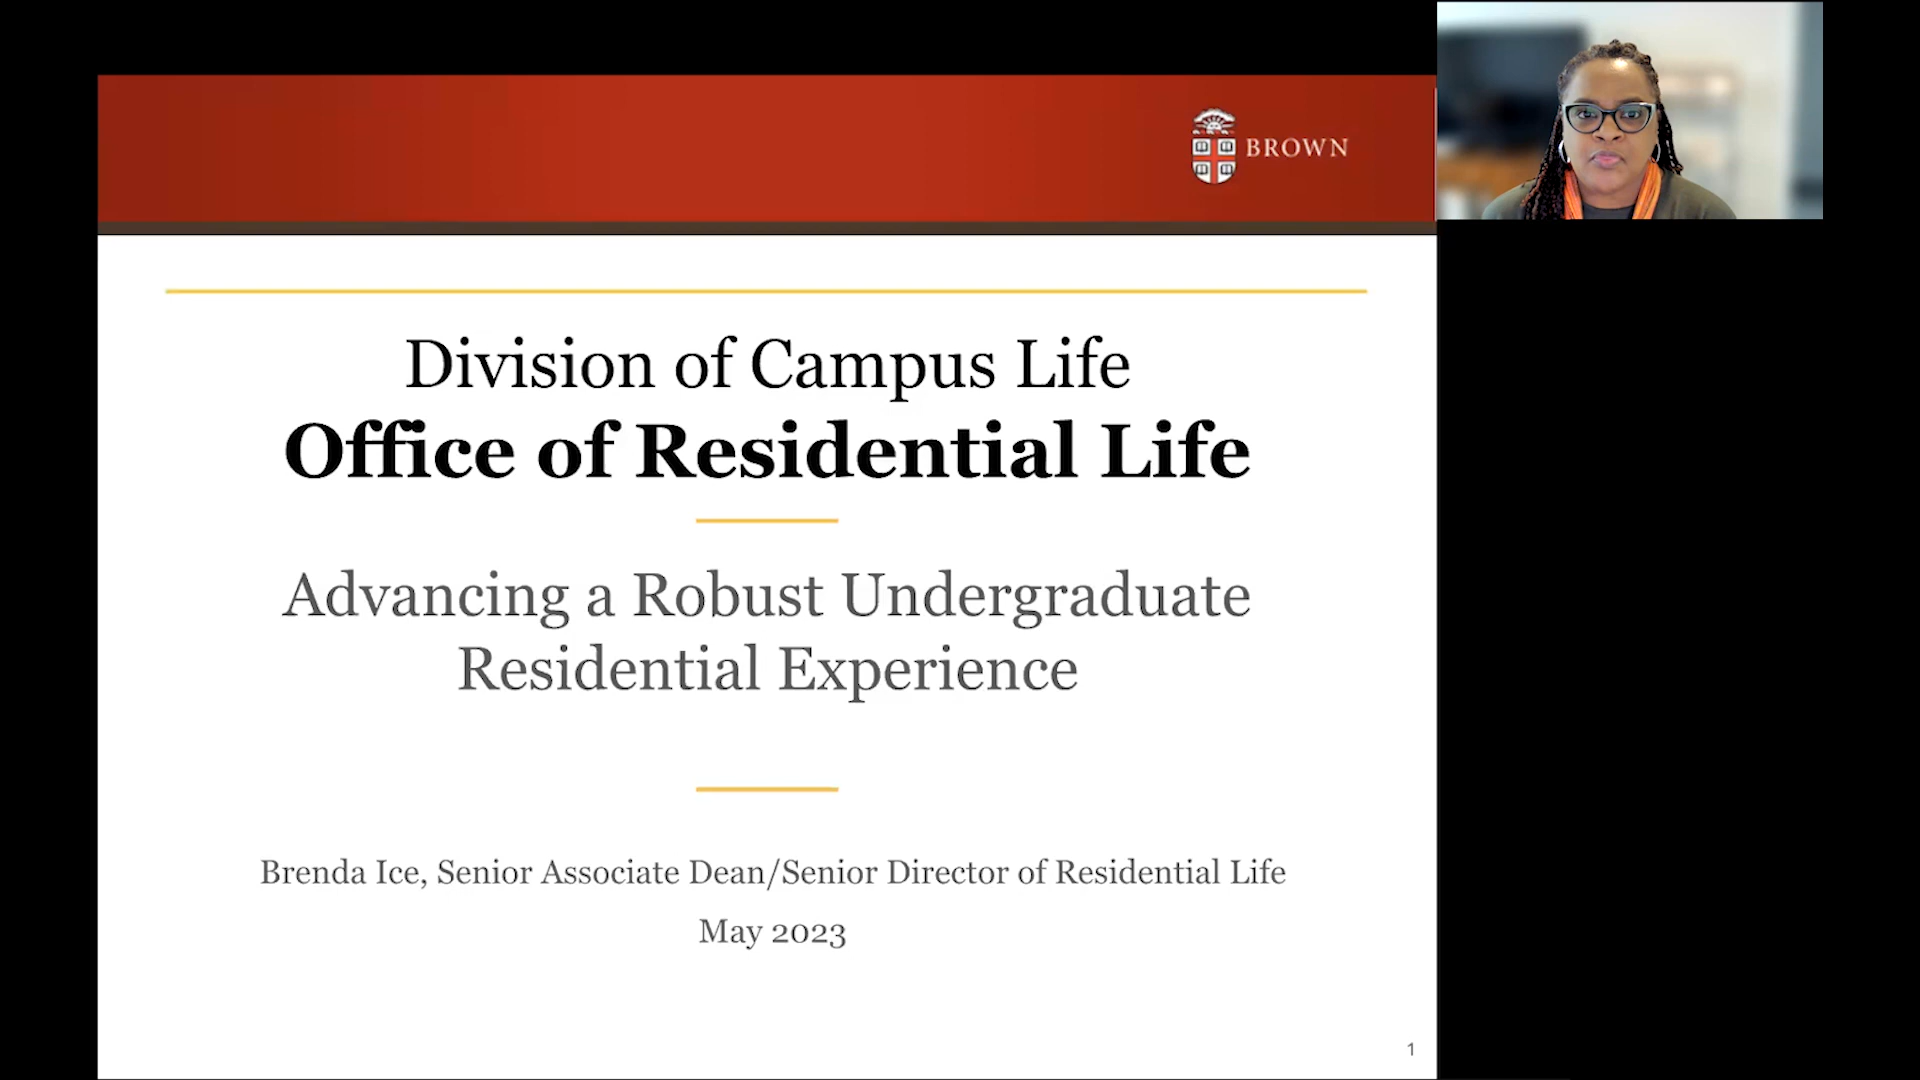 BROWN
Division of Campus Life
Office of Residential Life
Advancing a Robust Undergraduate
Residential Experience
Brenda Ice, Senior Associate Dean/Senior Director of Residential Life
May 2023
1